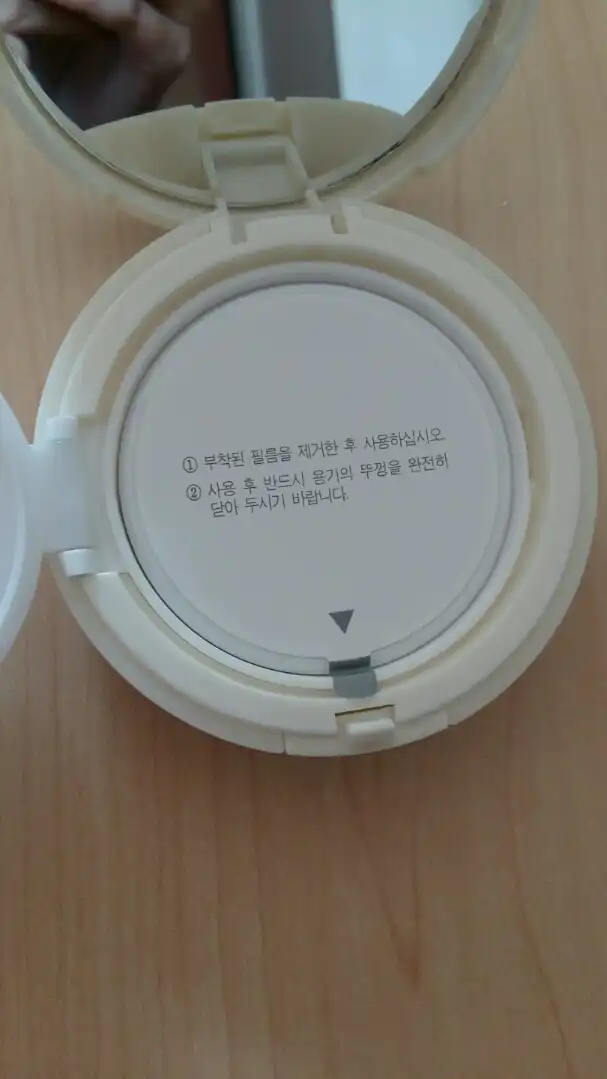 ① 부착된 필름을 제거한 후 사용하십시오
② 사용 후 반드시 용기의 뚜껑을 완전히
닫아 두시기 바랍니다.